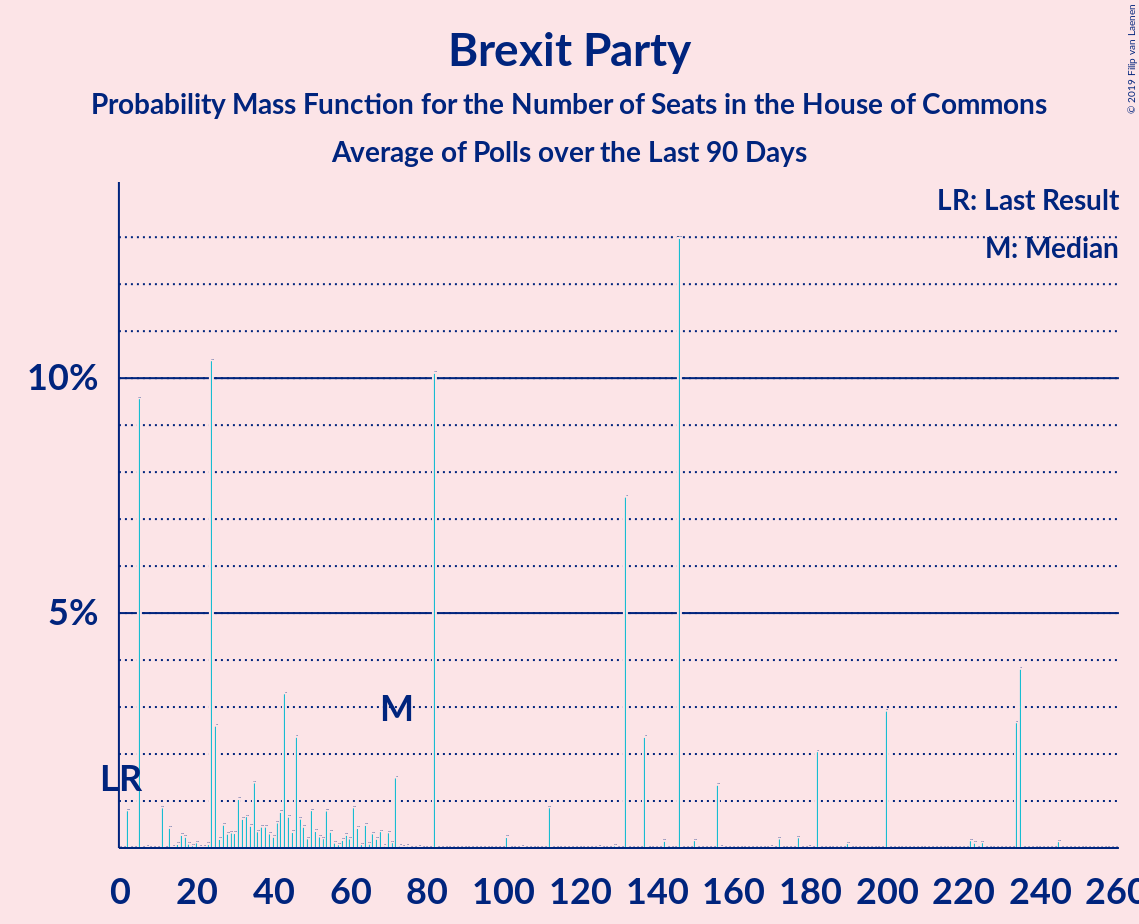 Brexit Party
Probability Mass Function for the Number of Seats in the House of Commons
Average of Polls over the Last 90 Days
© 2019 Filip van Laenen
LR: Last Result
M: Median
10%
5%
M
LR
0 20 40 60 80 100 120 140 160 180 200 220 240 260